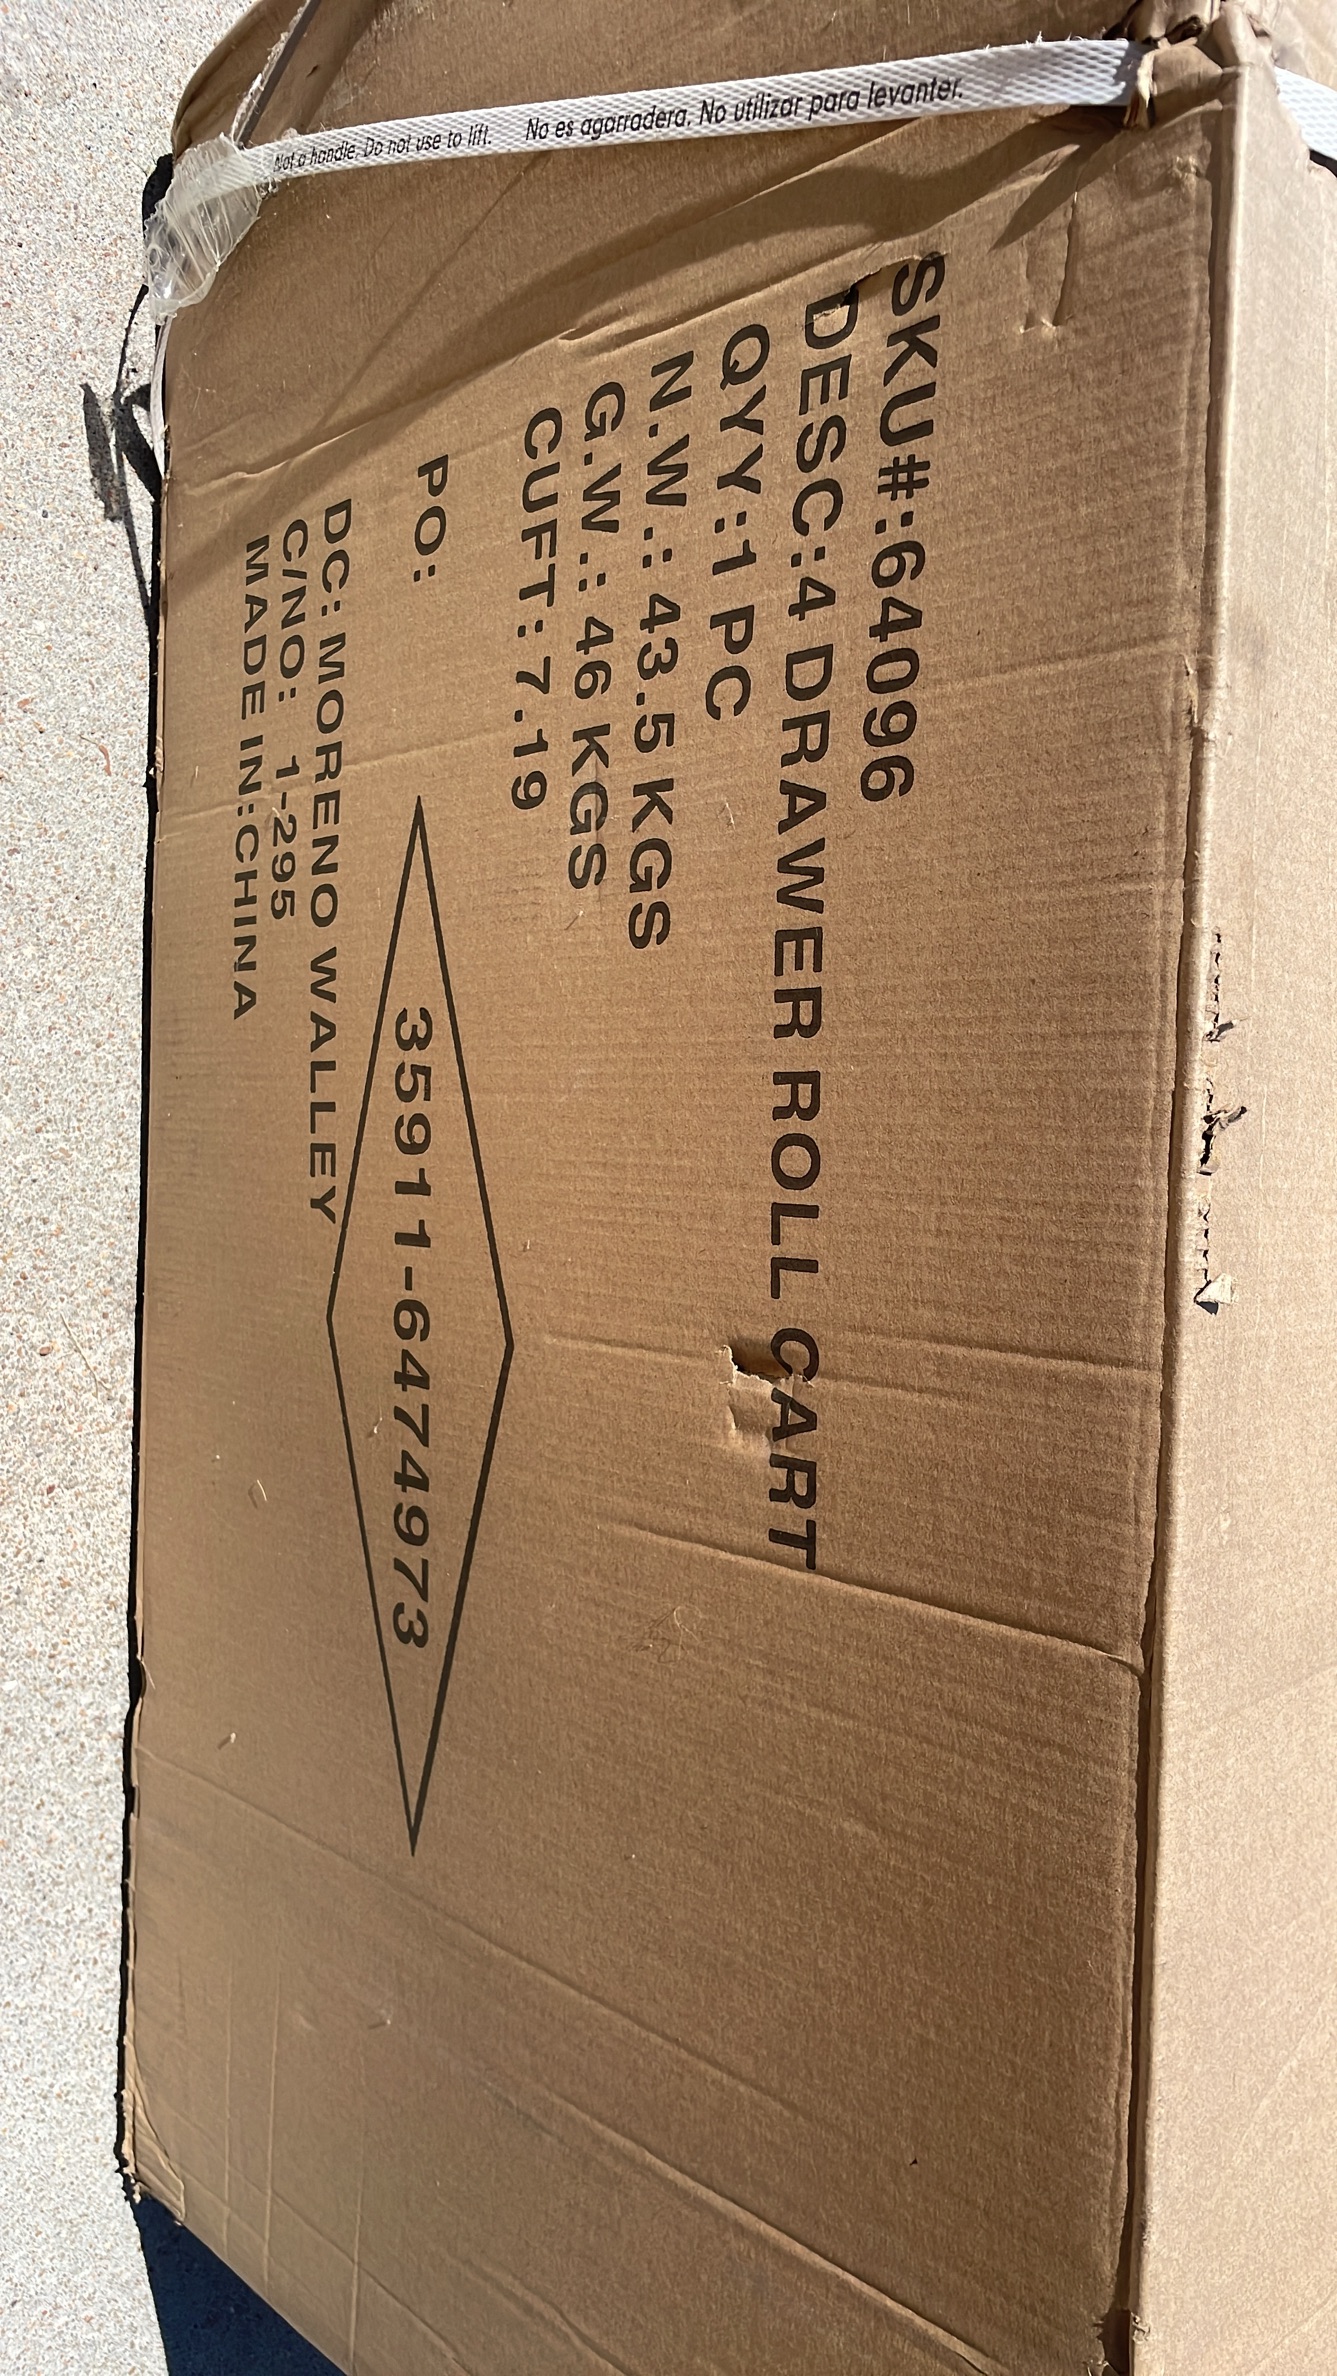 Not a handle. Do not use to lift. No es agarradera. No utilizar para levanter.
SKU#:64096
DESC:4 DRAWER ROLL CART
QYY:1 PC
N.W.: 43.5 KGS
G.W.: 46 KGS
CUFT: 7.19
PO:
35911-6474973
DC: MORENO WALLEY
C/NO: 1-295
MADE IN:CHINA